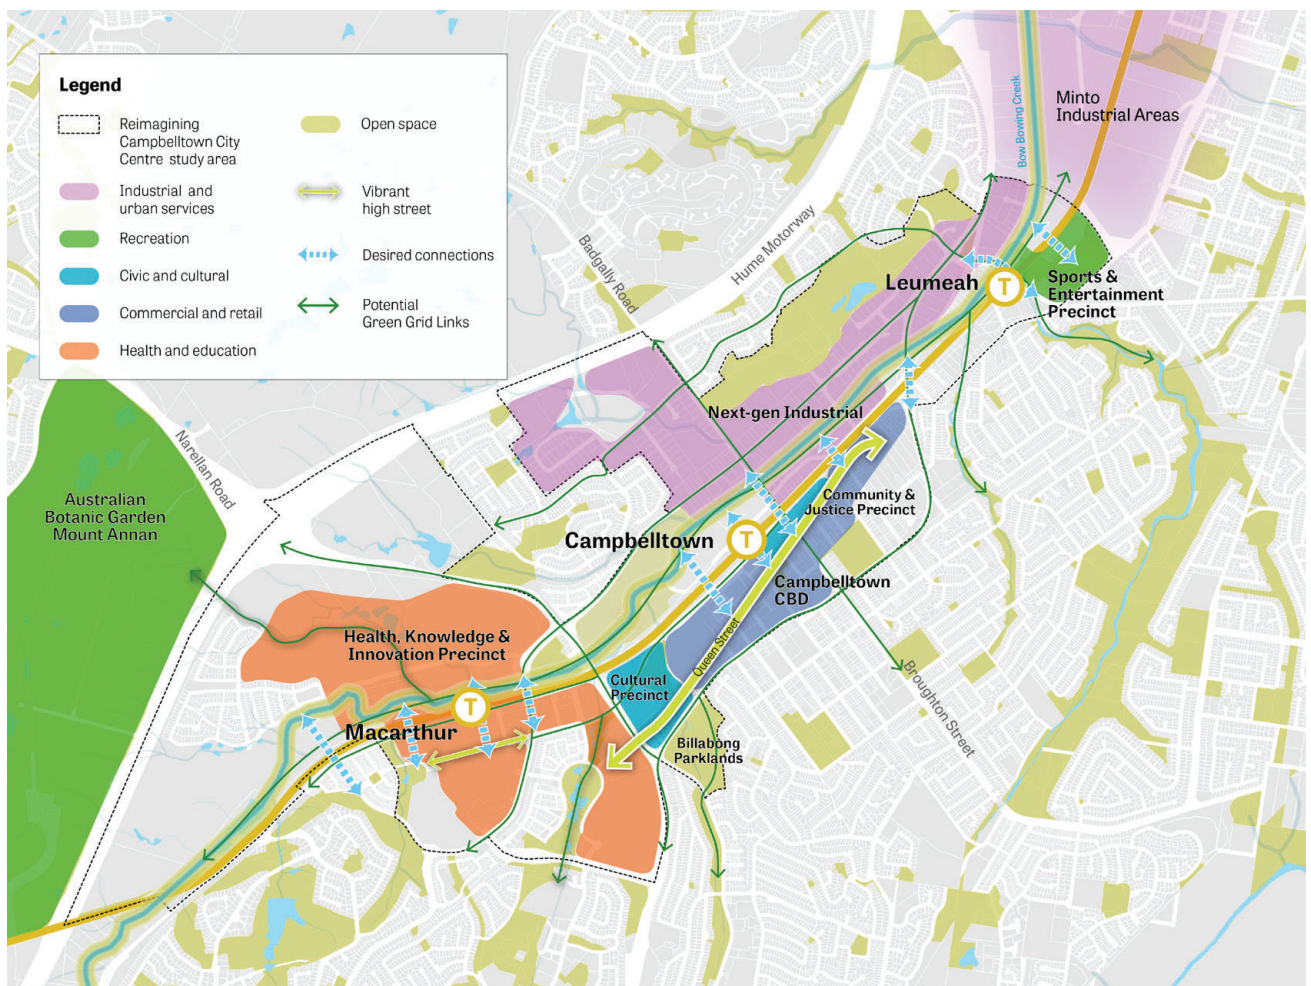 Legend
Reimagining
Campbelltown City
Centre study area
Industrial and
urban services
Recreation
Civic and cultural
Commercial and retail
Health and education
Open space
Vibrant
high street
Desired connections
Potential
Green Grid Links
Minto
Industrial Areas
Bow Bowing Creek
Hume Motorway
Badgally Road
Leumeah
T
Sports &
Entertainment
Precinct
Next-gen Industrial
Narellan Road
Australian
Botanic Garden
Mount Annan
Community &
Justice Precinct
Campbelltown
T
Campbelltown
CBD
Queen Street
Health, Knowledge &
Innovation Precinct
Cultural
Precinct
Broughton Street
T
Macarthur
Billabong
Parklands